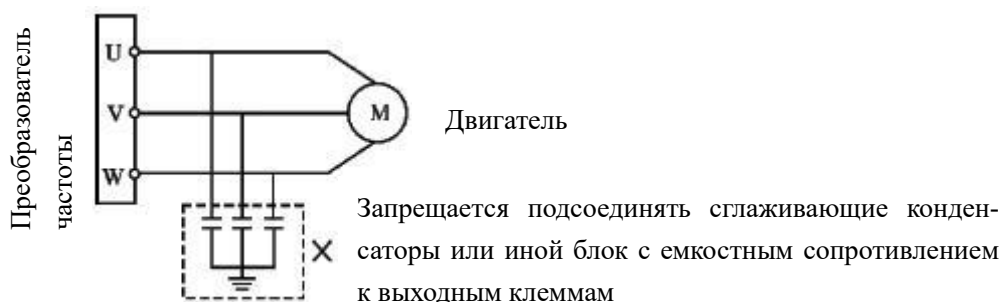 Преобразователь
частоты
U
V
W
M
Двигатель
Запрещается подсоединять сглаживающие конден-
саторы или иной блок с емкостным сопротивлением
к выходным клеммам